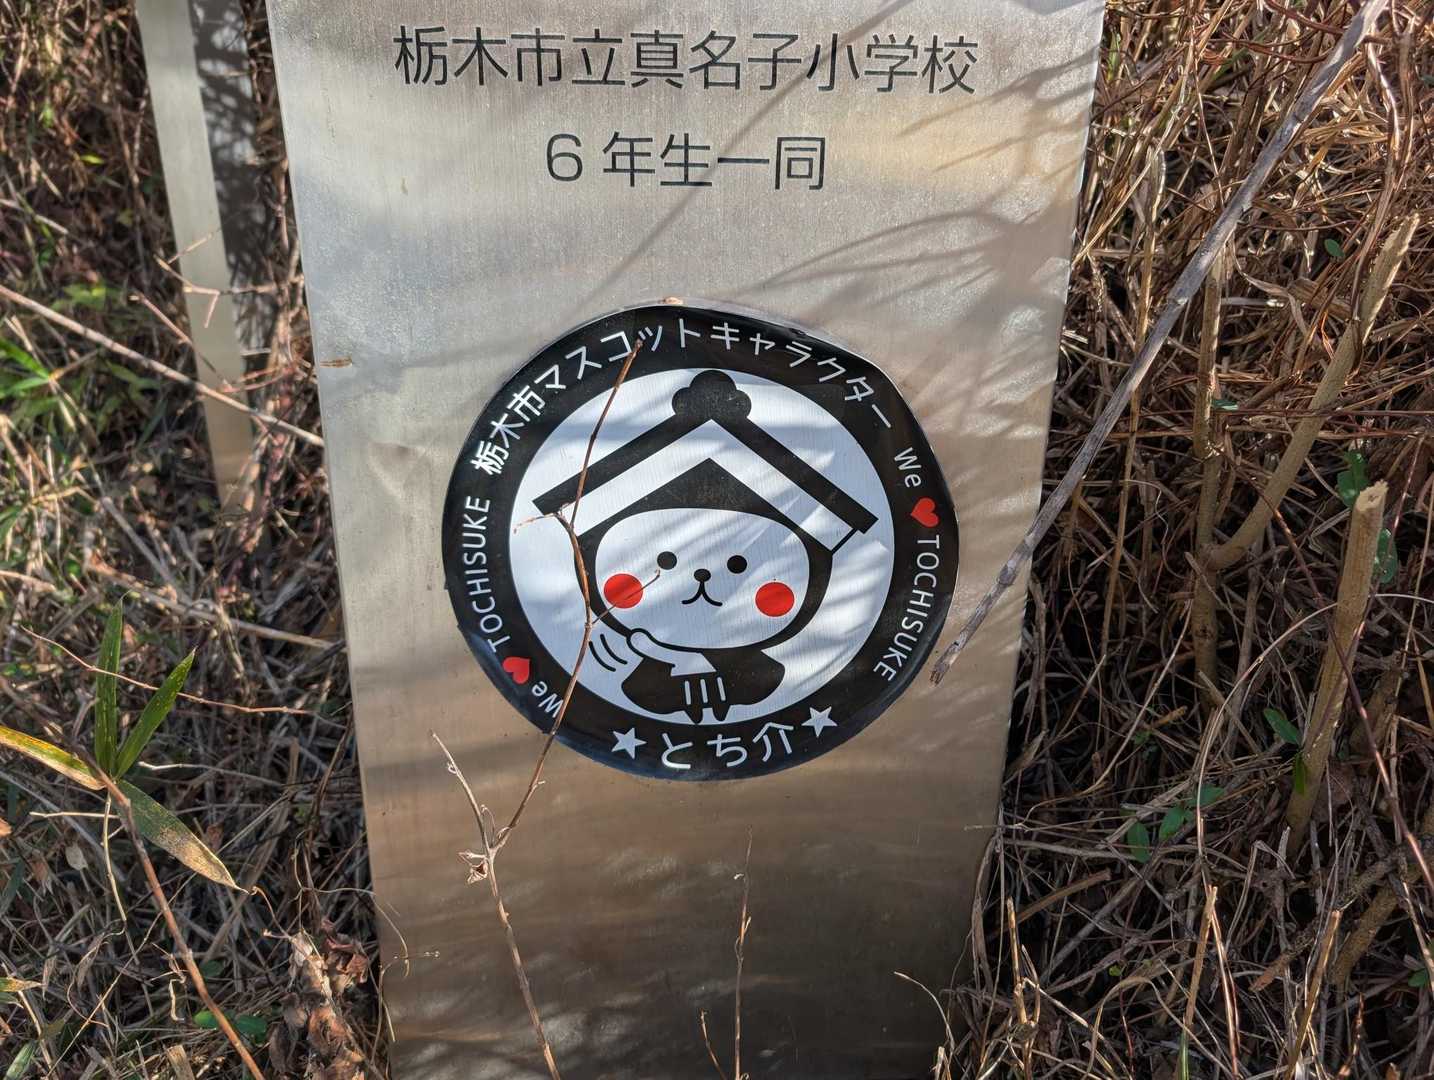 栃木市立真名子小学校
6年生一同
栃木市マスコットキャラクター
We ♥ TOCHISUKE
We ♥ TOCHISUKE
★とち介★